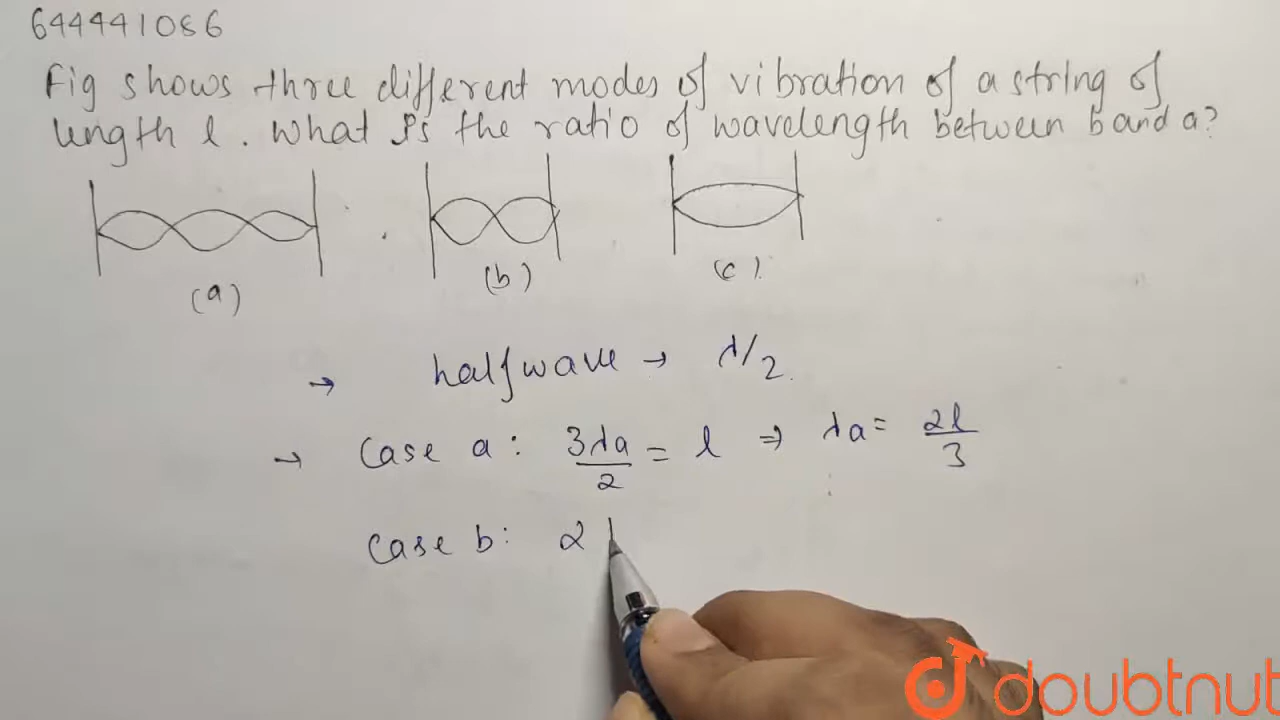 644441086
Fig shows three different modes of vibration of a string of
length l. What is the ratio of wavelength between b and a?
(a)
(b)
(c).
→ halfwave → λ/2.
→ Case a: 3λa/2 = l ⇒ λa = 2l/3
Case b: 2
doubtnut